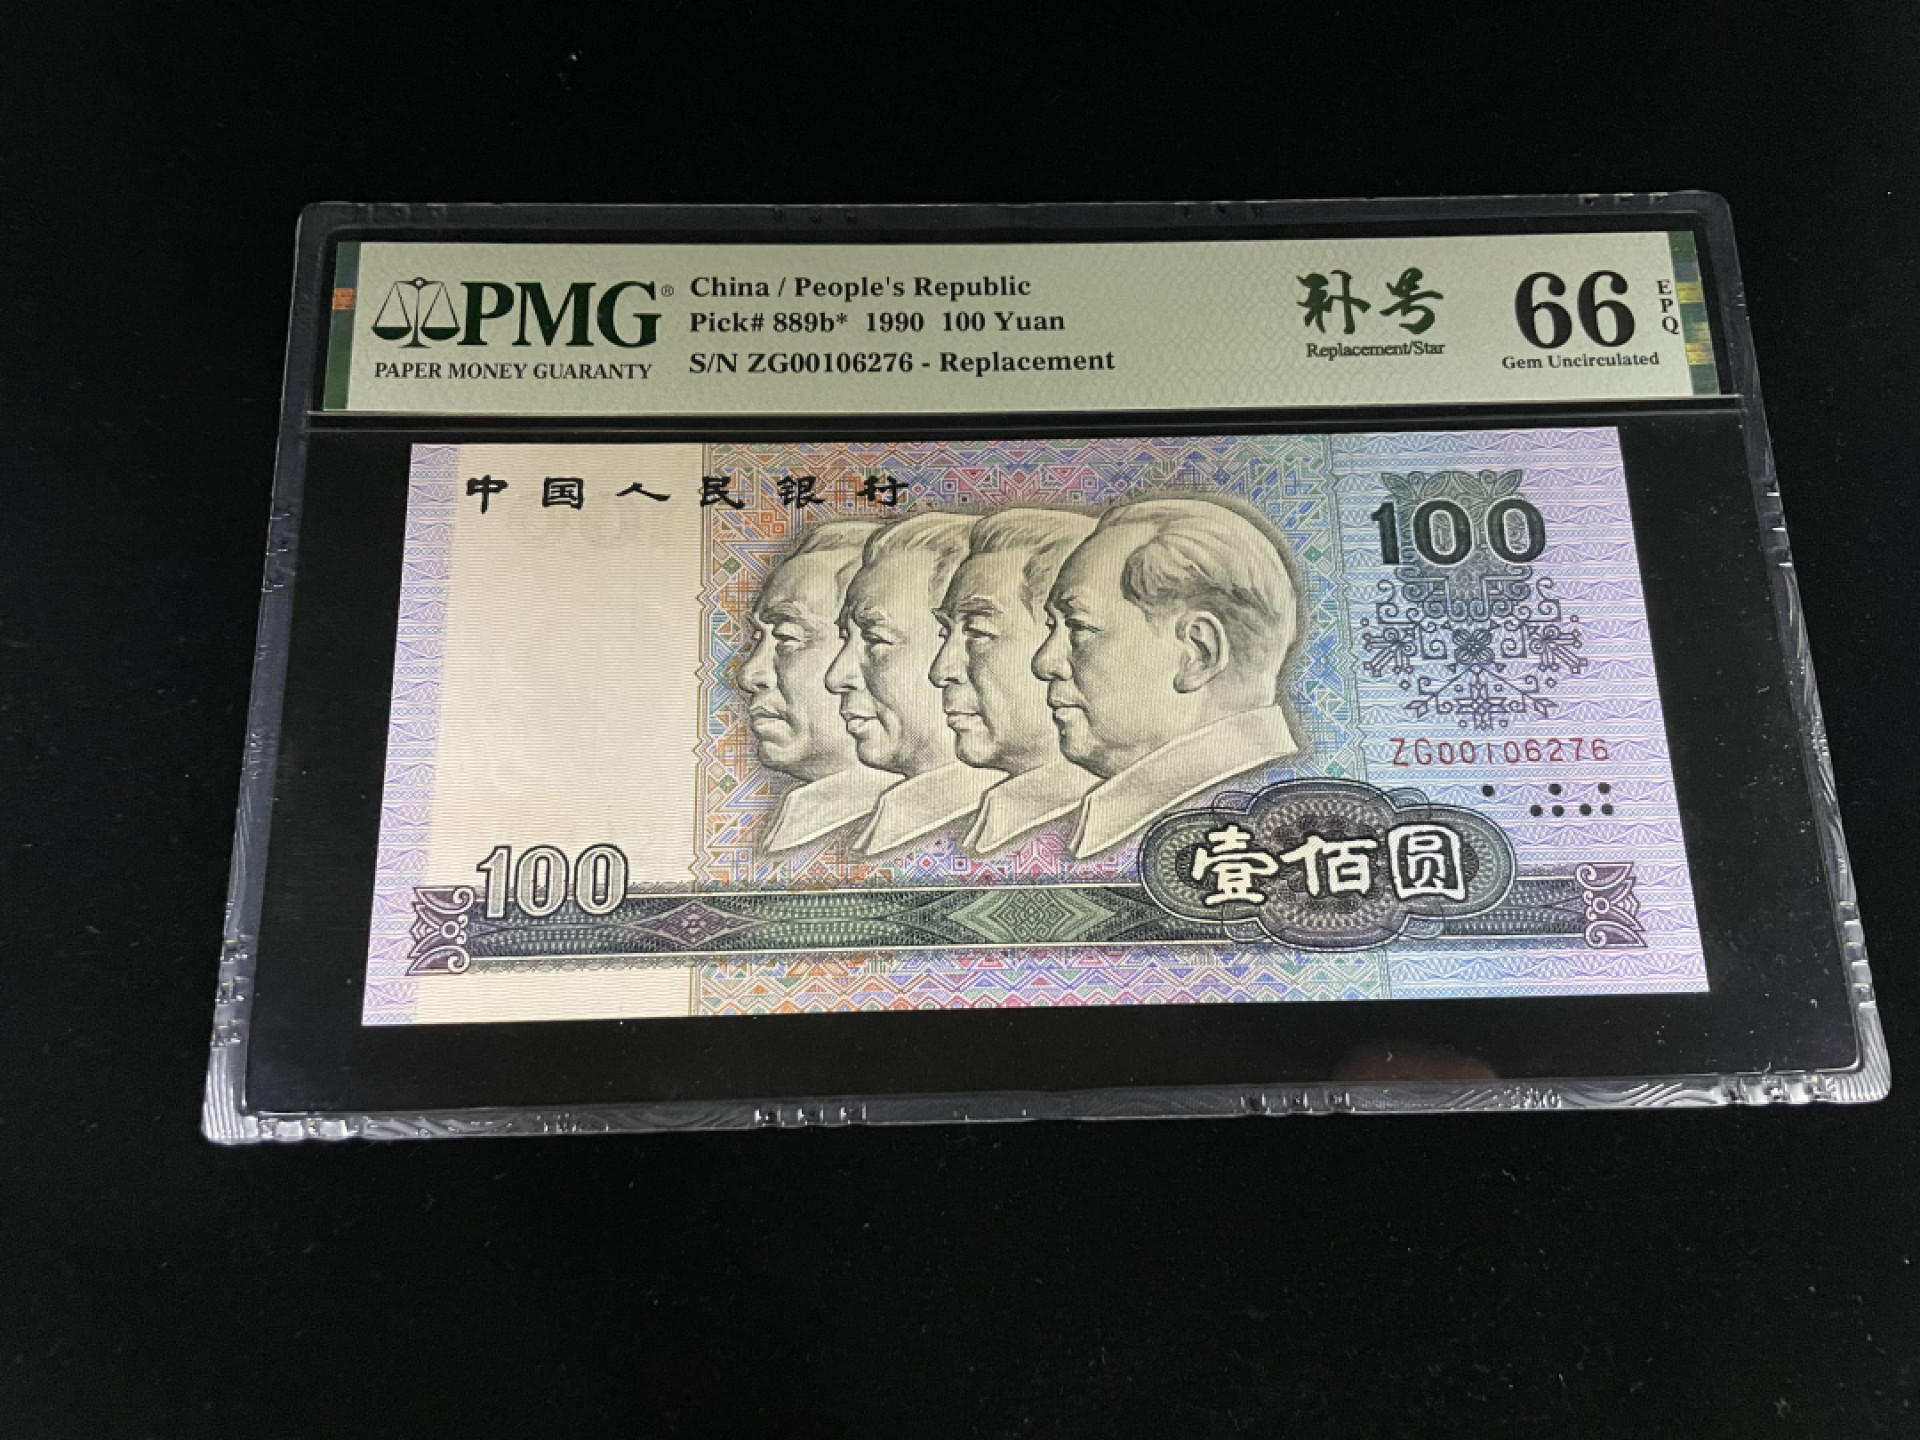 PMG®
PAPER MONEY GUARANTY
China / People's Republic
Pick# 889b* 1990 100 Yuan
S/N ZG00106276 - Replacement
补号
Replacement/Star
66
Gem Uncirculated
EPQ
中国人民银行
100
ZG00106276
100
壹佰圆